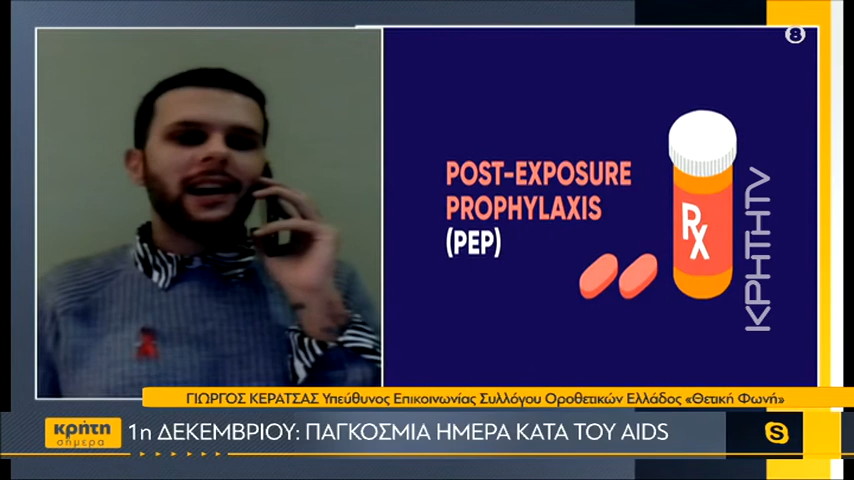 8
POST-EXPOSURE
PROPHYLAXIS
(PEP)
RX
ΚΡΗΤΗTV
ΓΙΩΡΓΟΣ ΚΕΡΑΤΣΑΣ Υπεύθυνος Επικοινωνίας Συλλόγου Οροθετικών Ελλάδος «Θετική Φωνή»
κρήτη
σήμερα
1η ΔΕΚΕΜΒΡΙΟΥ: ΠΑΓΚΟΣΜΙΑ ΗΜΕΡΑ ΚΑΤΑ ΤΟΥ AIDS
S